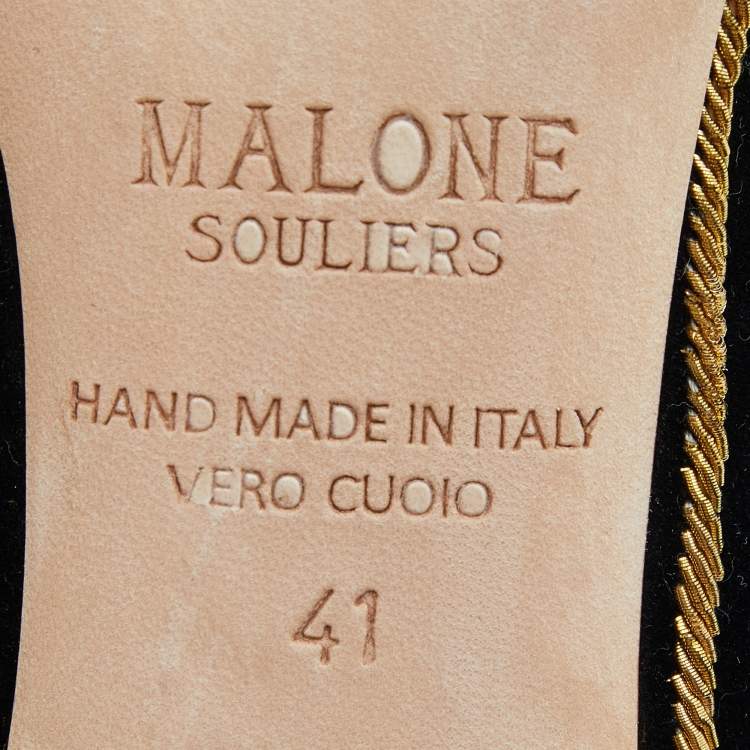 MALONE
SOULIERS
HAND MADE IN ITALY
VERO CUOIO
41